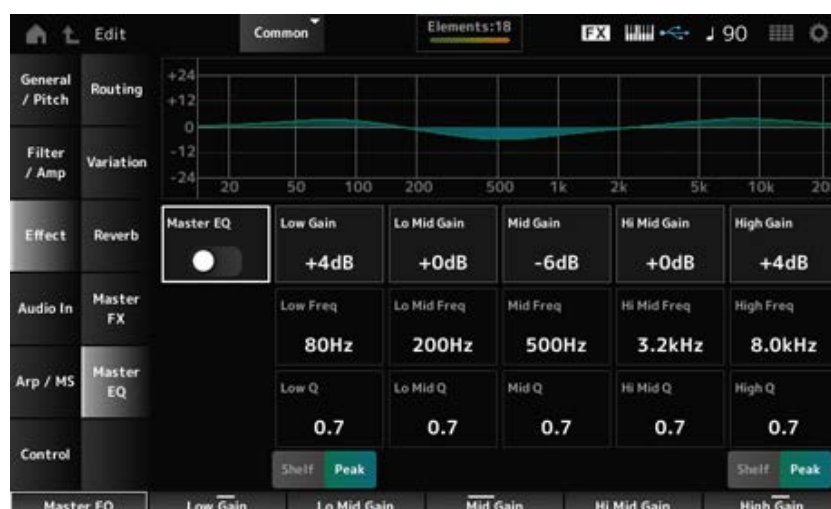 Edit
Common
Elements:18
FX
90
General / Pitch
Filter / Amp
Effect
Audio In
Arp / MS
Control
Routing
Variation
Reverb
Master FX
Master EQ
+24
+12
0
-12
-24
20 50 100 200 500 1k 2k 5k 10k 20
Master EQ
Low Gain Lo Mid Gain Mid Gain Hi Mid Gain High Gain
+4dB +0dB -6dB +0dB +4dB
Low Freq Lo Mid Freq Mid Freq Hi Mid Freq High Freq
80Hz 200Hz 500Hz 3.2kHz 8.0kHz
Low Q Lo Mid Q Mid Q Hi Mid Q High Q
0.7 0.7 0.7 0.7 0.7
Shelf Peak Shelf Peak
Master EQ Low Gain Lo Mid Gain Mid Gain Hi Mid Gain High Gain